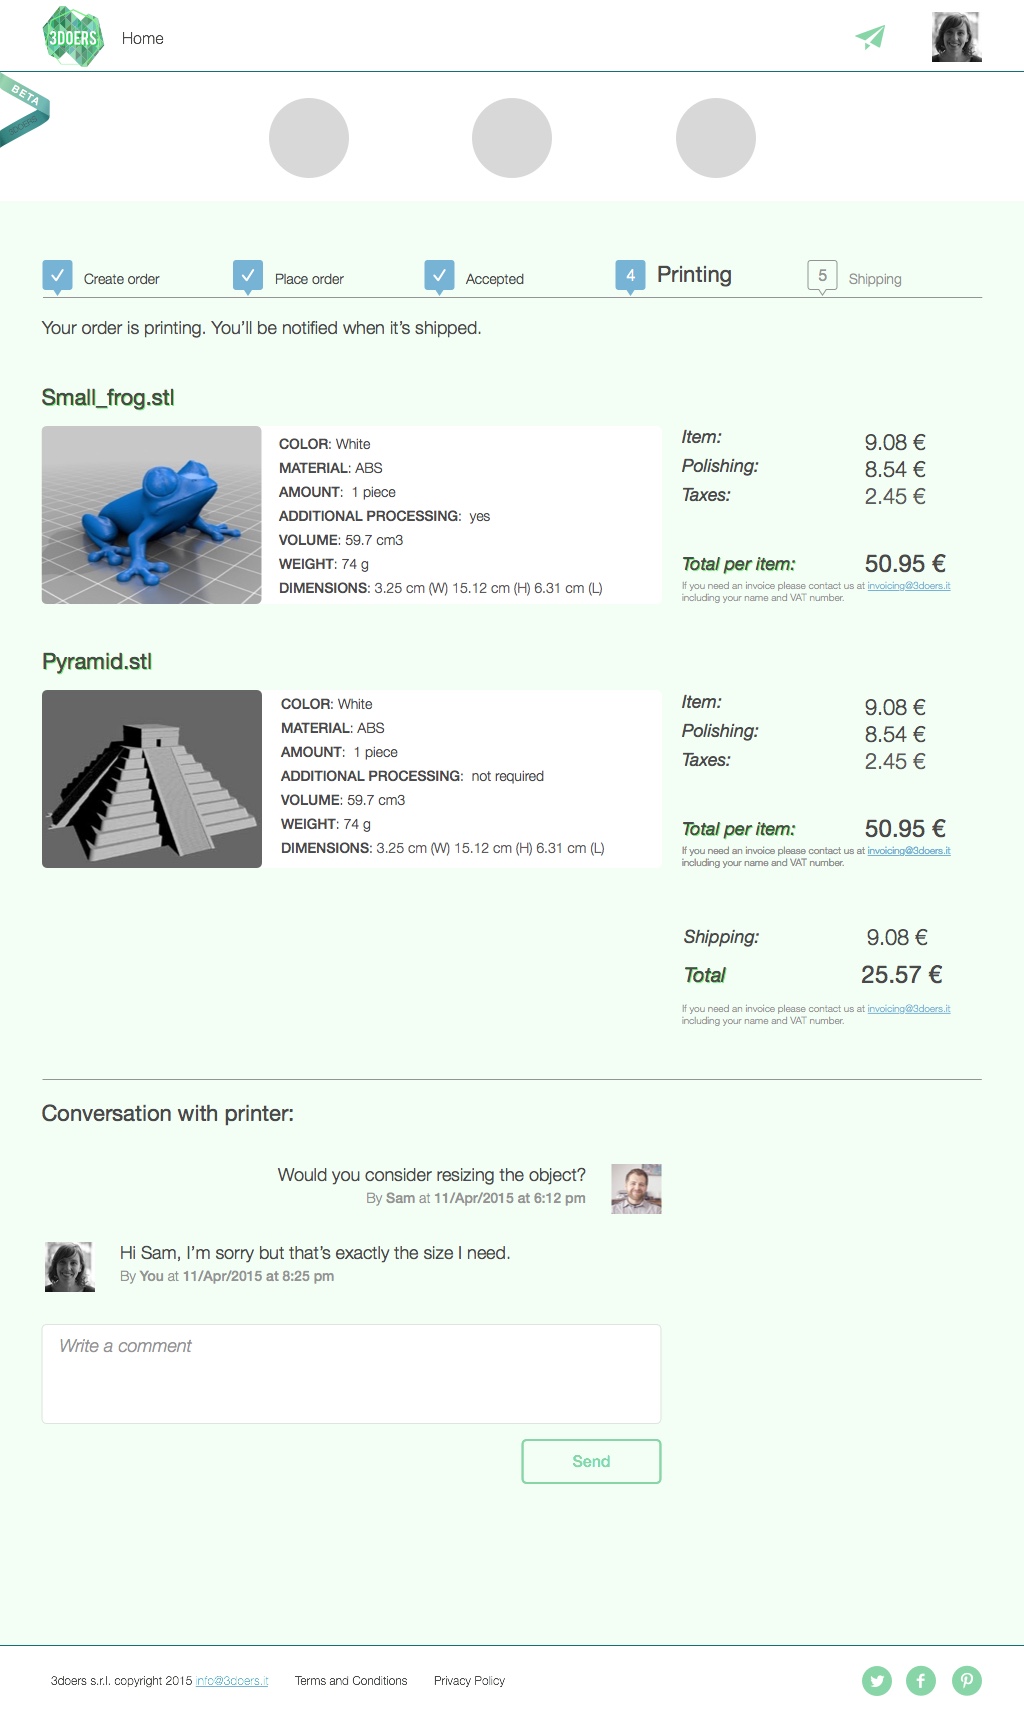 3DOERS
Home
BETA
3DOERS
Create order
Place order
Accepted
4 Printing
5 Shipping
Your order is printing. You'll be notified when it's shipped.
Small_frog.stl
COLOR: White
MATERIAL: ABS
AMOUNT: 1 piece
ADDITIONAL PROCESSING: yes
VOLUME: 59.7 cm3
WEIGHT: 74 g
DIMENSIONS: 3.25 cm (W) 15.12 cm (H) 6.31 cm (L)
Item: 9.08 €
Polishing: 8.54 €
Taxes: 2.45 €
Total per item: 50.95 €
If you need an invoice please contact us at invoicing@3doers.it
including your name and VAT number.
Pyramid.stl
COLOR: White
MATERIAL: ABS
AMOUNT: 1 piece
ADDITIONAL PROCESSING: not required
VOLUME: 59.7 cm3
WEIGHT: 74 g
DIMENSIONS: 3.25 cm (W) 15.12 cm (H) 6.31 cm (L)
Item: 9.08 €
Polishing: 8.54 €
Taxes: 2.45 €
Total per item: 50.95 €
If you need an invoice please contact us at invoicing@3doers.it
including your name and VAT number.
Shipping: 9.08 €
Total 25.57 €
If you need an invoice please contact us at invoicing@3doers.it
including your name and VAT number.
Conversation with printer:
Would you consider resizing the object?
By Sam at 11/Apr/2015 at 6:12 pm
Hi Sam, I'm sorry but that's exactly the size I need.
By You at 11/Apr/2015 at 8:25 pm
Write a comment
Send
3doers s.r.l. copyright 2015 info@3doers.it Terms and Conditions Privacy Policy